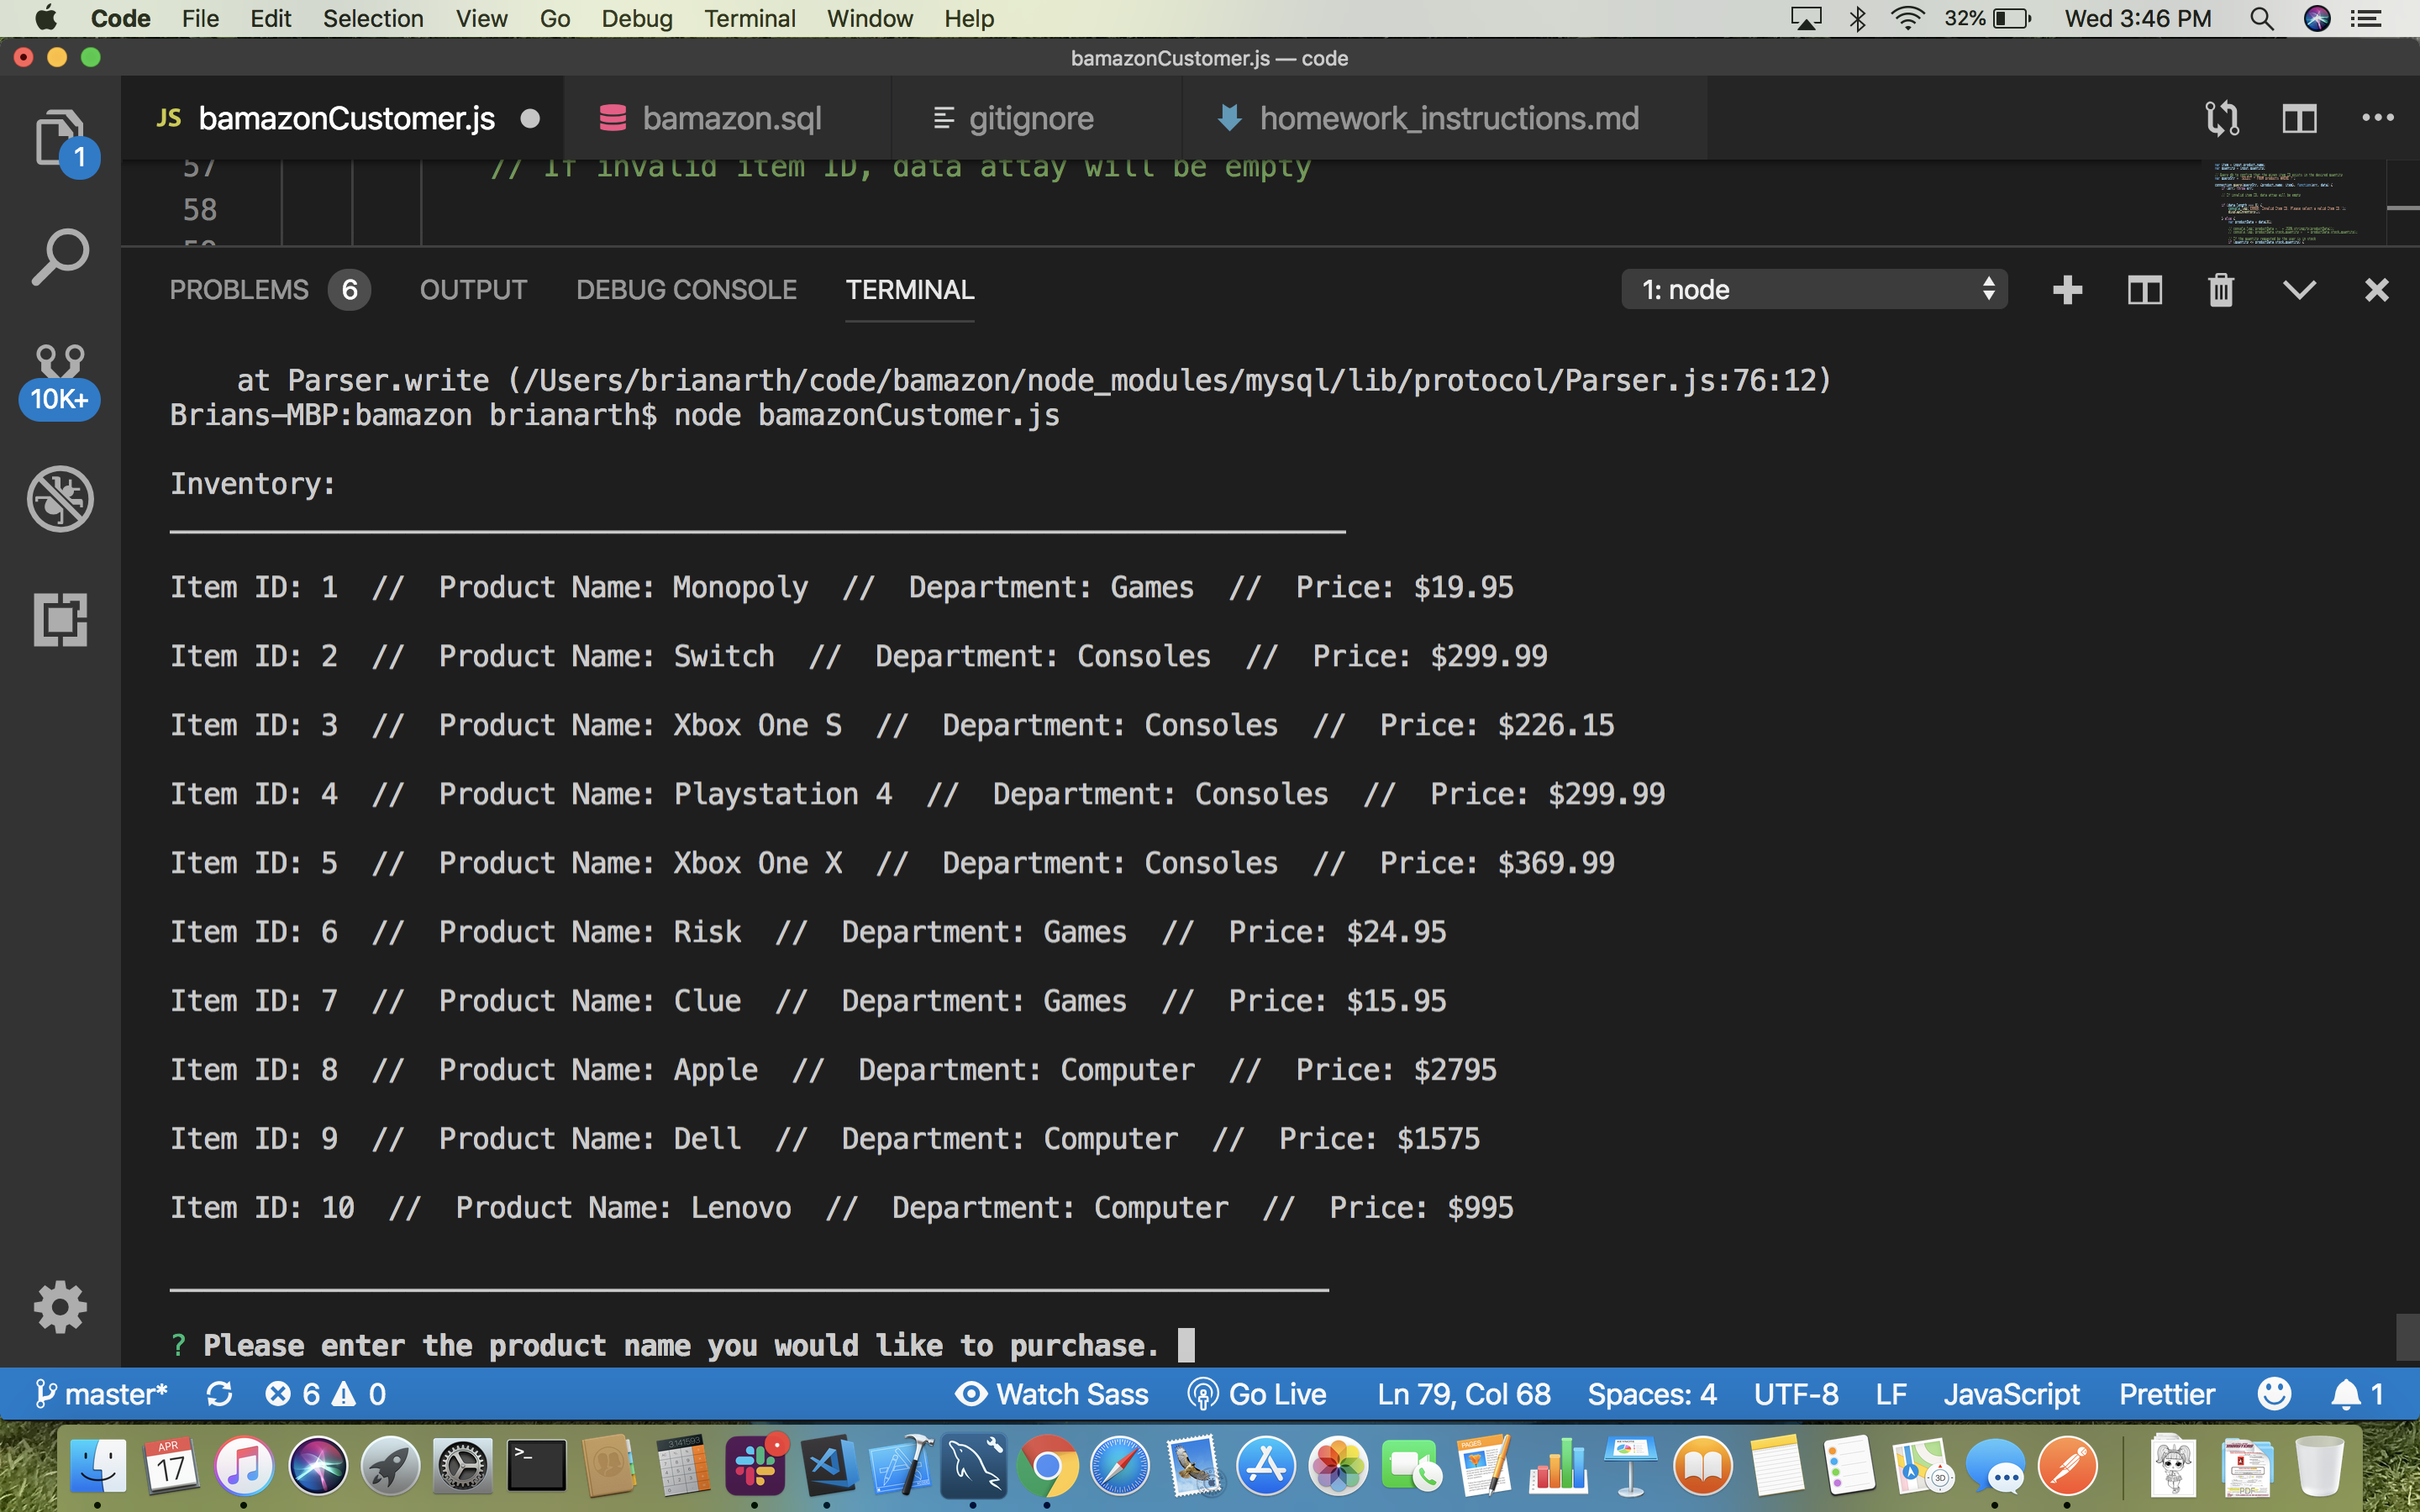 Code File Edit Selection View Go Debug Terminal Window Help 32% Wed 3:46 PM
bamazonCustomer.js — code
JS bamazonCustomer.js bamazon.sql gitignore homework_instructions.md
1
57 // If invalid item ID, data attay will be empty
58
PROBLEMS 6 OUTPUT DEBUG CONSOLE TERMINAL 1: node
10K+
at Parser.write (/Users/brianarth/code/bamazon/node_modules/mysql/lib/protocol/Parser.js:76:12)
Brians-MBP:bamazon brianarth$ node bamazonCustomer.js
Inventory:
Item ID: 1 // Product Name: Monopoly // Department: Games // Price: $19.95
Item ID: 2 // Product Name: Switch // Department: Consoles // Price: $299.99
Item ID: 3 // Product Name: Xbox One S // Department: Consoles // Price: $226.15
Item ID: 4 // Product Name: Playstation 4 // Department: Consoles // Price: $299.99
Item ID: 5 // Product Name: Xbox One X // Department: Consoles // Price: $369.99
Item ID: 6 // Product Name: Risk // Department: Games // Price: $24.95
Item ID: 7 // Product Name: Clue // Department: Games // Price: $15.95
Item ID: 8 // Product Name: Apple // Department: Computer // Price: $2795
Item ID: 9 // Product Name: Dell // Department: Computer // Price: $1575
Item ID: 10 // Product Name: Lenovo // Department: Computer // Price: $995
? Please enter the product name you would like to purchase.
master* 6 0 Watch Sass Go Live Ln 79, Col 68 Spaces: 4 UTF-8 LF JavaScript Prettier 1
APR
17
>_
PAGES
3D
PDF